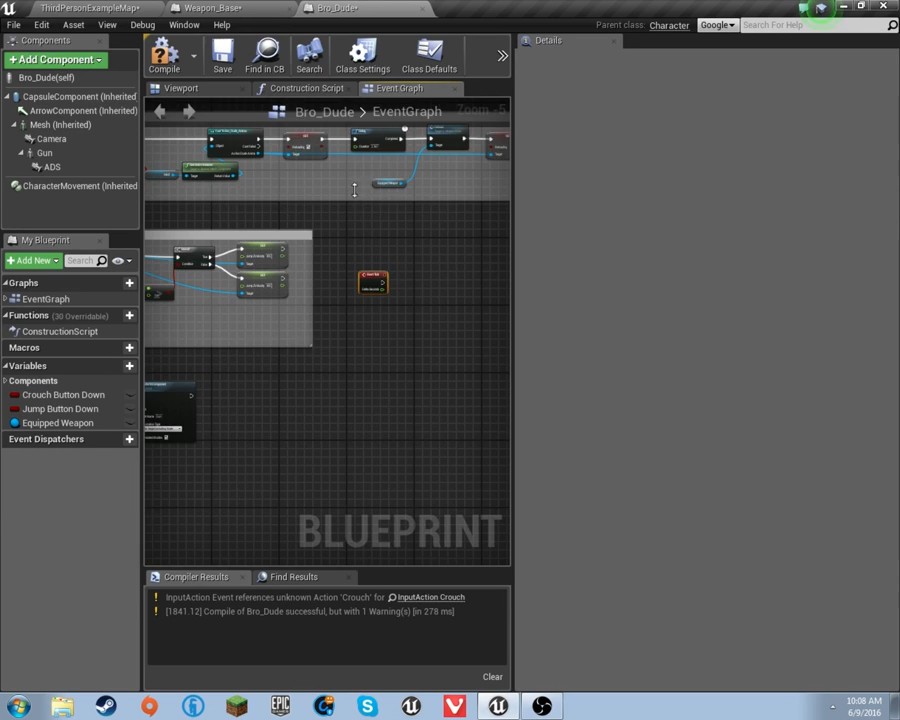 ThirdPersonExampleMap*
Weapon_Base*
Bro_Dude*
File
Edit
Asset
View
Debug
Window
Help
Parent class: Character
Google
Search For Help
Components
Add Component
Bro_Dude(self)
CapsuleComponent (Inherited)
ArrowComponent (Inherited)
Mesh (Inherited)
Camera
Gun
ADS
CharacterMovement (Inherited)
Compile
Save
Find in CB
Search
Class Settings
Class Defaults
Viewport
Construction Script
Event Graph
Bro_Dude
EventGraph
Zoom -5
My Blueprint
Add New
Search
Graphs
EventGraph
Functions (30 Overridable)
ConstructionScript
Macros
Variables
Components
Crouch Button Down
Jump Button Down
Equipped Weapon
Event Dispatchers
BLUEPRINT
Details
Compiler Results
Find Results
InputAction Event references unknown Action 'Crouch' for InputAction Crouch
[1841.12] Compile of Bro_Dude successful, but with 1 Warning(s) [in 278 ms]
Clear
EPIC
10:08 AM
6/9/2016